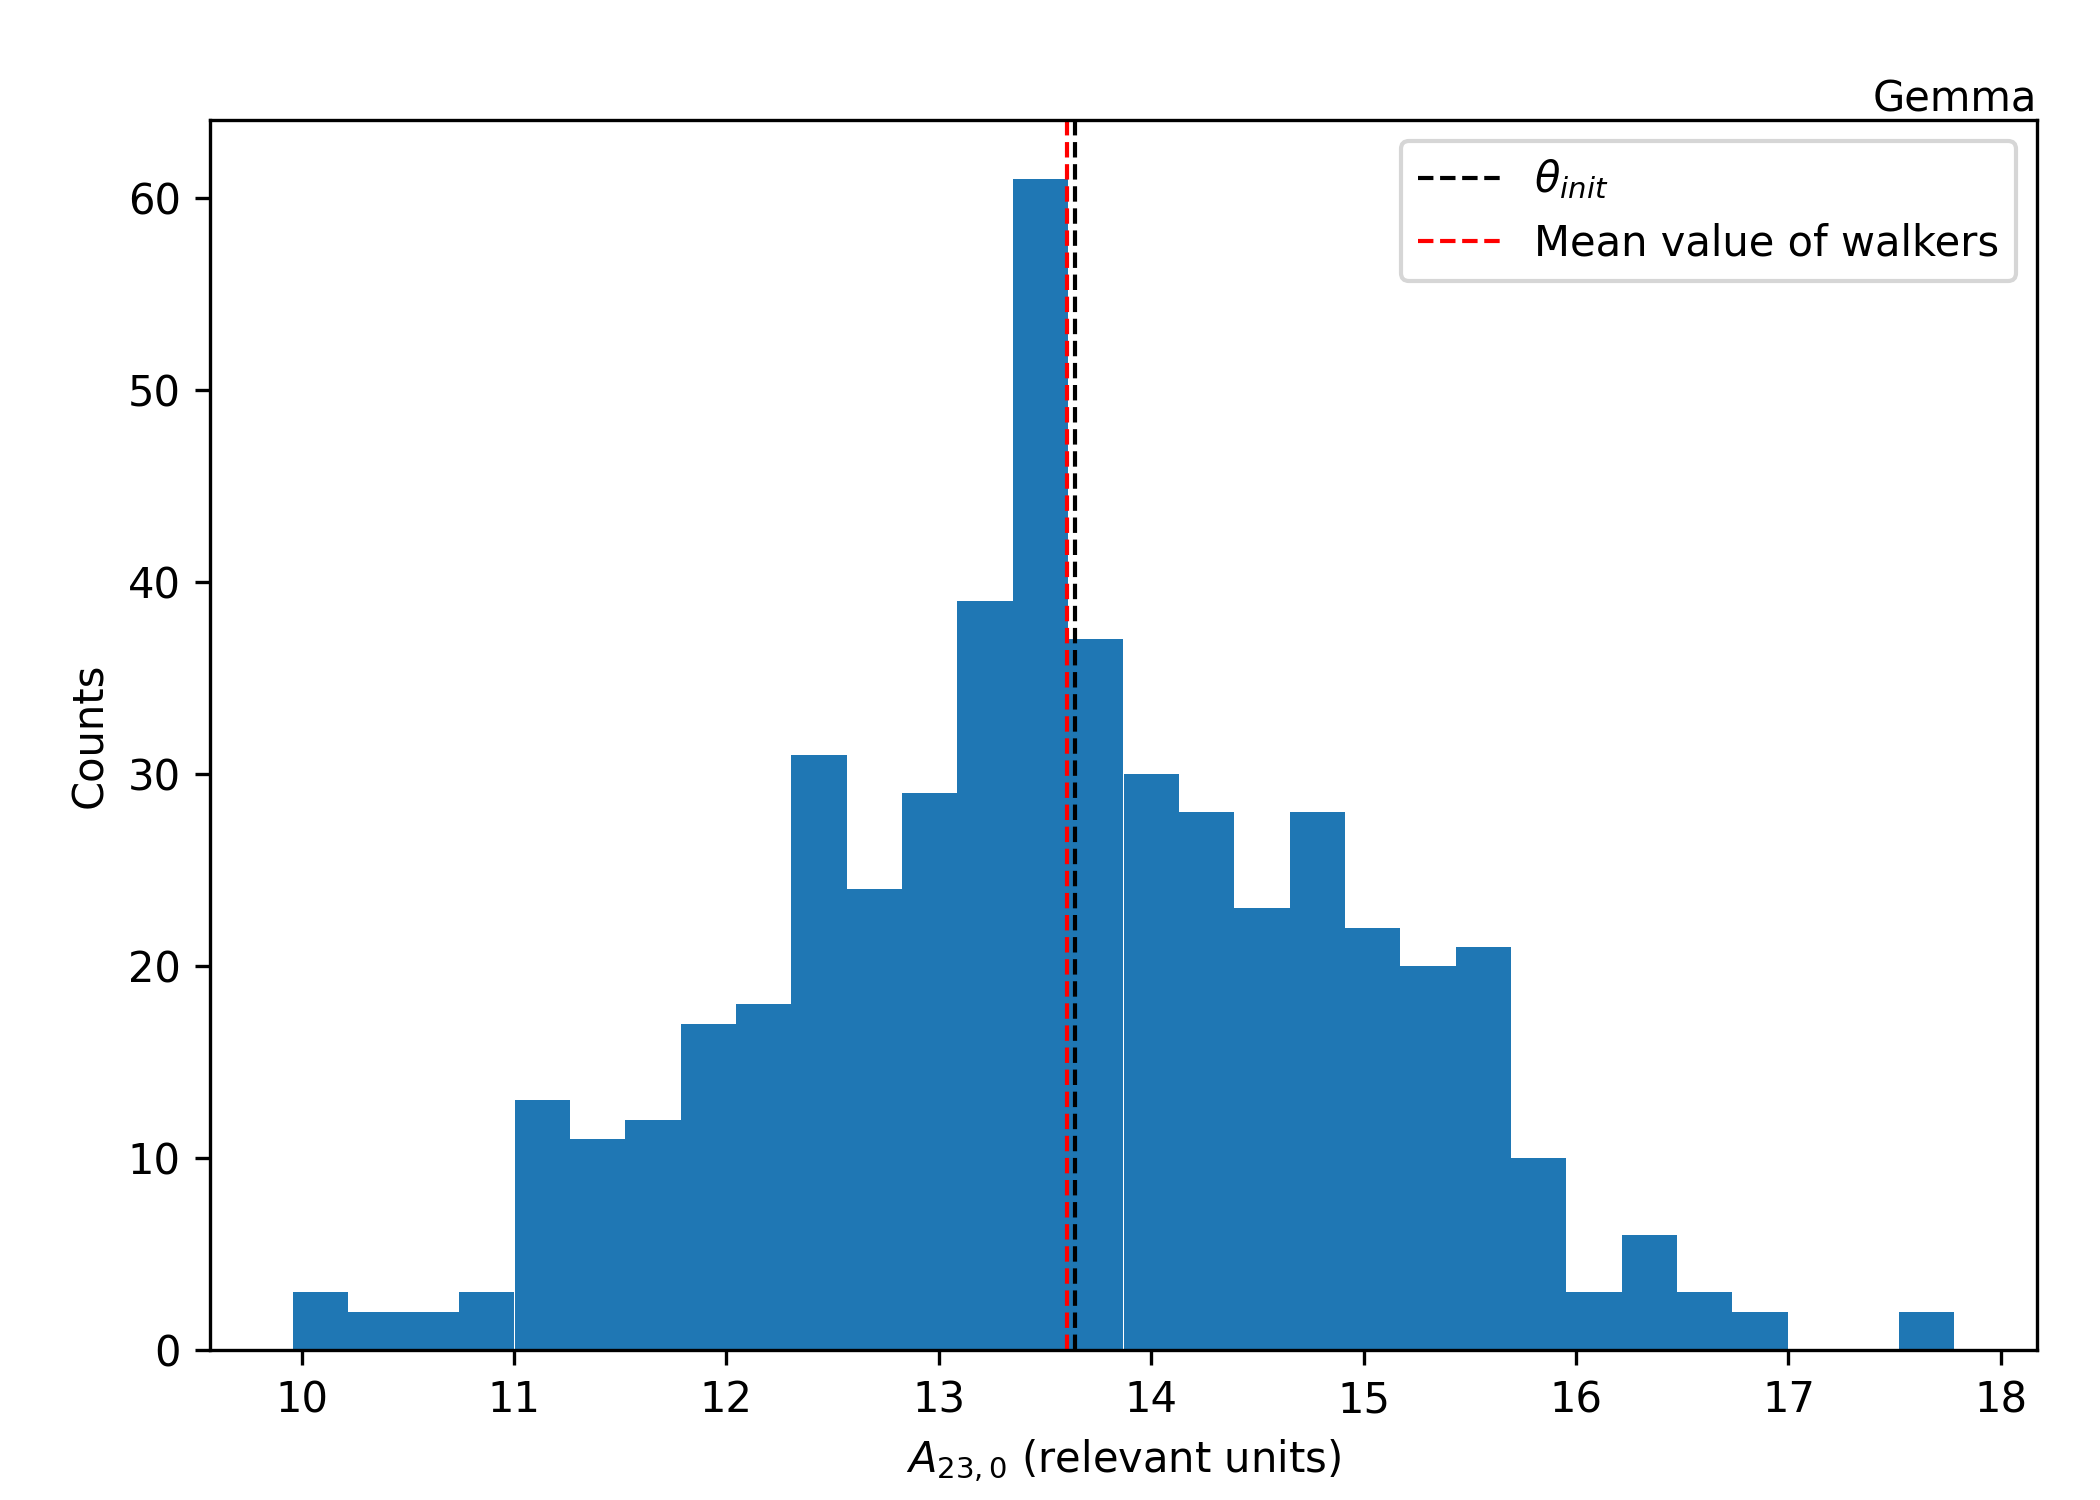 Gemma
θinit
Mean value of walkers
60
50
40
30
20
10
0
Counts
10 11 12 13 14 15 16 17 18
A23,0 (relevant units)